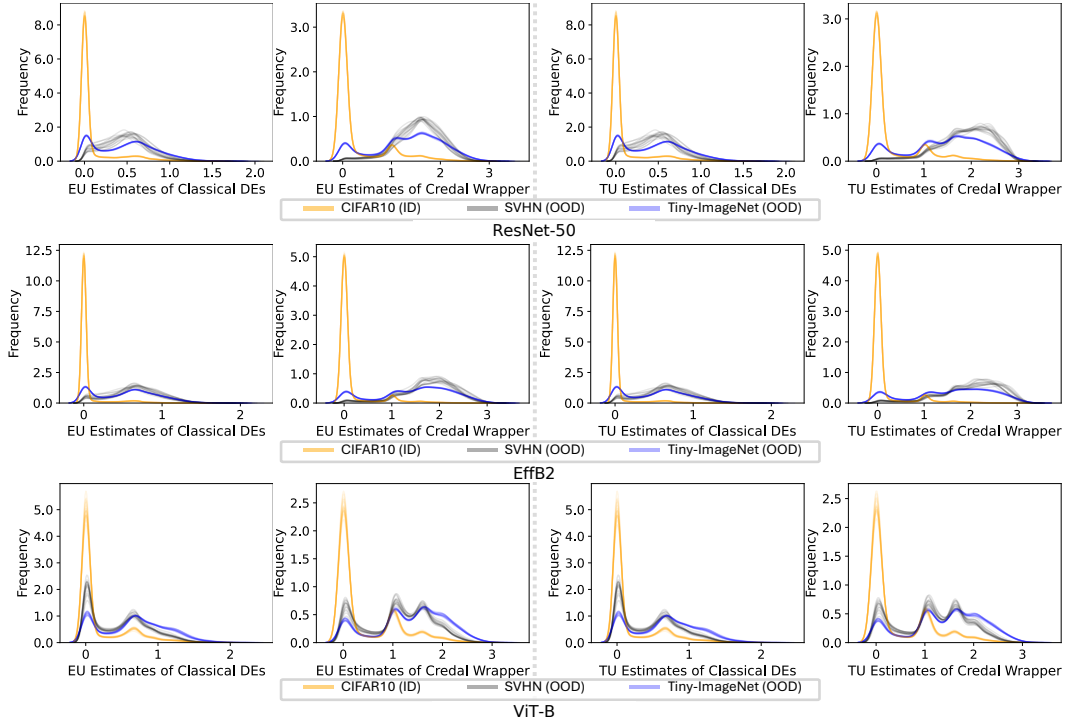 8.0
6.0
4.0
2.0
0.0
Frequency
0.0 0.5 1.0 1.5 2.0
EU Estimates of Classical DEs
3.0
2.0
1.0
0.0
Frequency
0 1 2 3
EU Estimates of Credal Wrapper
8.0
6.0
4.0
2.0
0.0
Frequency
0.0 0.5 1.0 1.5 2.0
TU Estimates of Classical DEs
3.0
2.0
1.0
0.0
Frequency
0 1 2 3
TU Estimates of Credal Wrapper
CIFAR10 (ID) SVHN (OOD) Tiny-ImageNet (OOD)
ResNet-50
12.5
10.0
7.5
5.0
2.5
0.0
Frequency
0 1 2
EU Estimates of Classical DEs
5.0
4.0
3.0
2.0
1.0
0.0
Frequency
0 1 2 3
EU Estimates of Credal Wrapper
12.5
10.0
7.5
5.0
2.5
0.0
Frequency
0 1 2
TU Estimates of Classical DEs
5.0
4.0
3.0
2.0
1.0
0.0
Frequency
0 1 2 3
TU Estimates of Credal Wrapper
CIFAR10 (ID) SVHN (OOD) Tiny-ImageNet (OOD)
EffB2
5.0
4.0
3.0
2.0
1.0
0.0
Frequency
0 1 2
EU Estimates of Classical DEs
2.5
2.0
1.5
1.0
0.5
0.0
Frequency
0 1 2 3
EU Estimates of Credal Wrapper
5.0
4.0
3.0
2.0
1.0
0.0
Frequency
0 1 2
TU Estimates of Classical DEs
2.5
2.0
1.5
1.0
0.5
0.0
Frequency
0 1 2 3
TU Estimates of Credal Wrapper
CIFAR10 (ID) SVHN (OOD) Tiny-ImageNet (OOD)
ViT-B